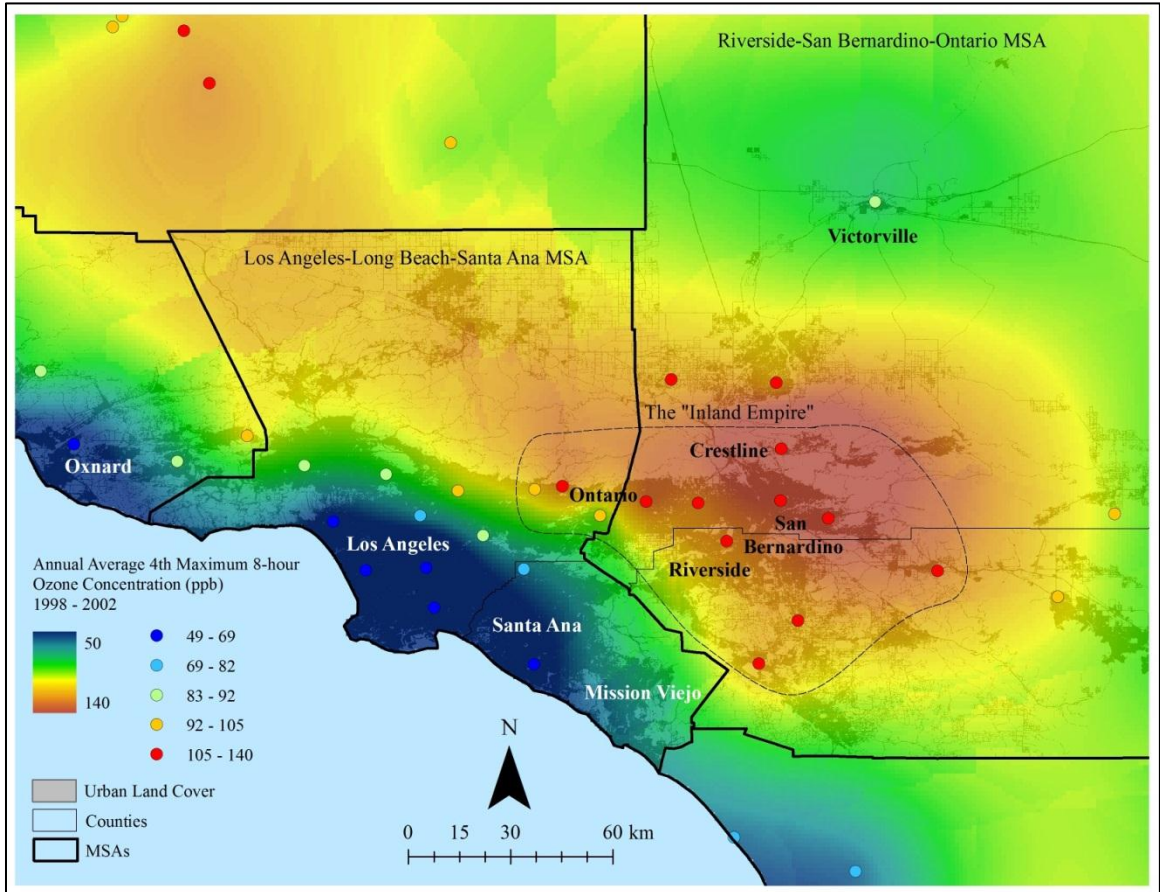 Riverside-San Bernardino-Ontario MSA
Victorville
Los Angeles-Long Beach-Santa Ana MSA
The "Inland Empire"
Crestline
Oxnard
Ontario
San
Bernardino
Los Angeles
Riverside
Santa Ana
Mission Viejo
Annual Average 4th Maximum 8-hour
Ozone Concentration (ppb)
1998 - 2002
50
140
49 - 69
69 - 82
83 - 92
92 - 105
105 - 140
Urban Land Cover
Counties
MSAs
N
0 15 30 60 km